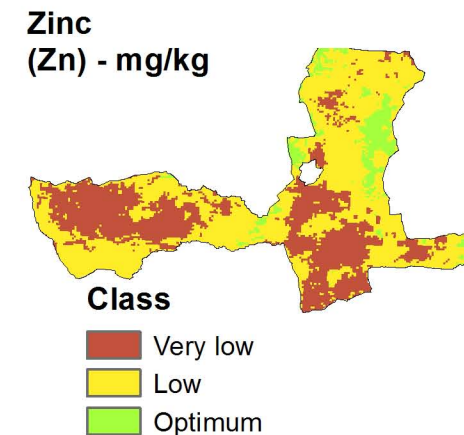 Zinc
(Zn) - mg/kg
Class
Very low
Low
Optimum